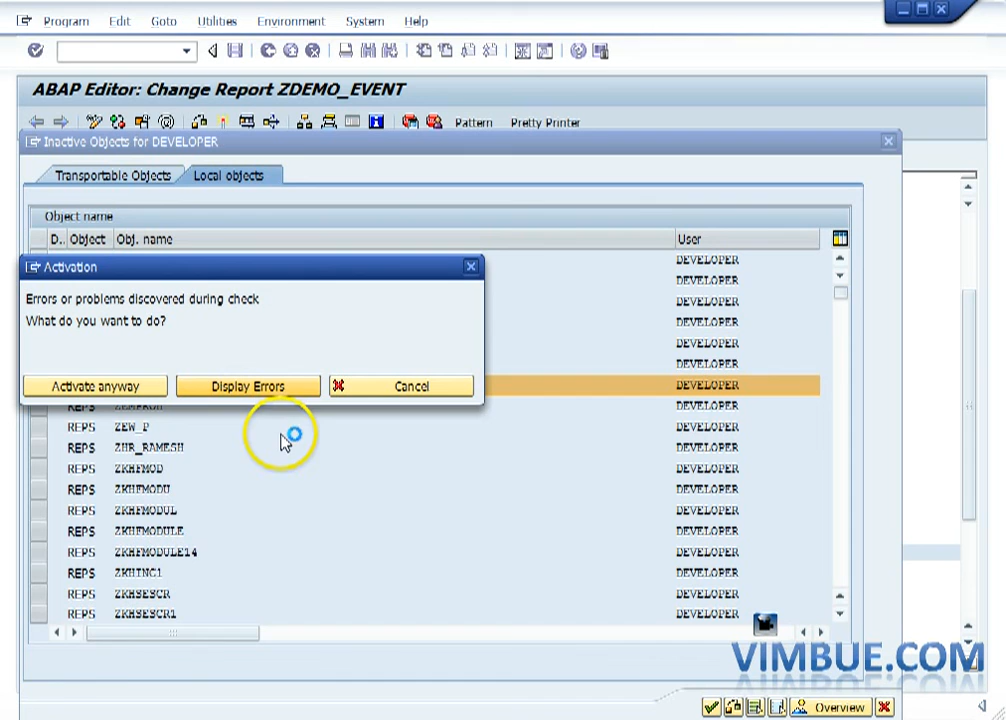 Program Edit Goto Utilities Environment System Help
ABAP Editor: Change Report ZDEMO_EVENT
Pattern Pretty Printer
Inactive Objects for DEVELOPER
Transportable Objects Local objects
Object name
D.. Object Obj. name User
DEVELOPER
Activation
DEVELOPER
Errors or problems discovered during check
DEVELOPER
What do you want to do?
DEVELOPER
DEVELOPER
DEVELOPER
Activate anyway Display Errors Cancel
DEVELOPER
REPS DEVELOPER
REPS ZEW_P DEVELOPER
REPS ZHR_RAMESH DEVELOPER
REPS ZKHFMOD DEVELOPER
REPS ZKHFMODU DEVELOPER
REPS ZKHFMODUL DEVELOPER
REPS ZKHFMODULE DEVELOPER
REPS ZKHFMODULE14 DEVELOPER
REPS ZKHINC1 DEVELOPER
REPS ZKHSESCR DEVELOPER
REPS ZKHSESCR1 DEVELOPER
VIMBUE.COM
Overview